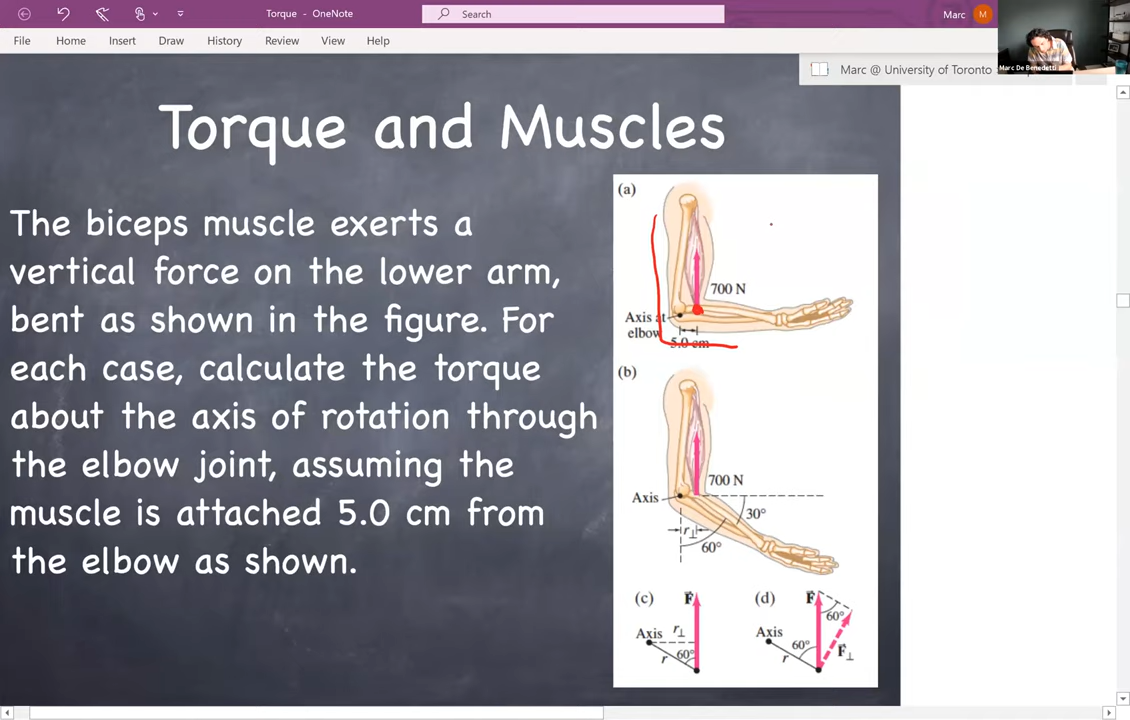 Torque - OneNote
Search
Marc
M
File Home Insert Draw History Review View Help
Marc De Benedetti
Marc @ University of Toronto
Torque and Muscles
The biceps muscle exerts a
vertical force on the lower arm,
bent as shown in the figure. For
each case, calculate the torque
about the axis of rotation through
the elbow joint, assuming the
muscle is attached 5.0 cm from
the elbow as shown.
(a)
700 N
Axis at
elbow
5.0 cm
(b)
700 N
Axis
30°
r⊥
60°
(c)
F
Axis
r⊥
60°
r
(d)
F
60°
Axis
60°
r
F⊥